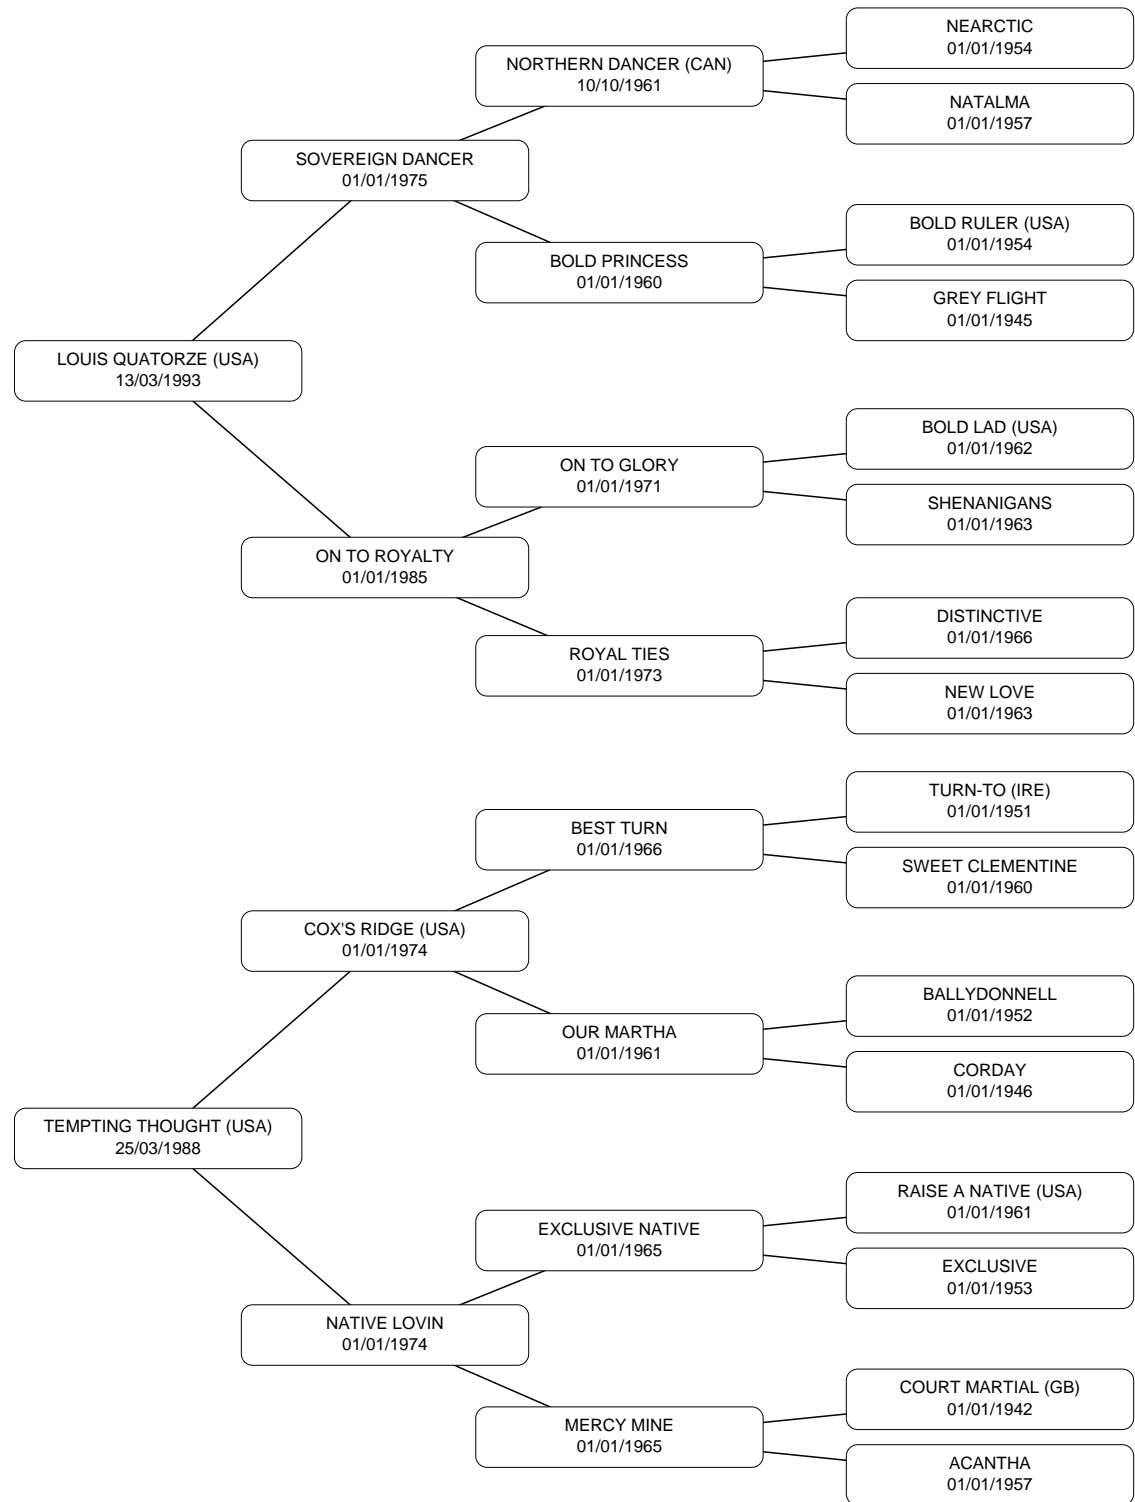 NEARCTIC
01/01/1954
NORTHERN DANCER (CAN)
10/10/1961
NATALMA
01/01/1957
SOVEREIGN DANCER
01/01/1975
BOLD RULER (USA)
01/01/1954
BOLD PRINCESS
01/01/1960
GREY FLIGHT
01/01/1945
LOUIS QUATORZE (USA)
13/03/1993
BOLD LAD (USA)
01/01/1962
ON TO GLORY
01/01/1971
SHENANIGANS
01/01/1963
ON TO ROYALTY
01/01/1985
DISTINCTIVE
01/01/1966
ROYAL TIES
01/01/1973
NEW LOVE
01/01/1963
TURN-TO (IRE)
01/01/1951
BEST TURN
01/01/1966
SWEET CLEMENTINE
01/01/1960
COX'S RIDGE (USA)
01/01/1974
BALLYDONNELL
01/01/1952
OUR MARTHA
01/01/1961
CORDAY
01/01/1946
TEMPTING THOUGHT (USA)
25/03/1988
RAISE A NATIVE (USA)
01/01/1961
EXCLUSIVE NATIVE
01/01/1965
EXCLUSIVE
01/01/1953
NATIVE LOVIN
01/01/1974
COURT MARTIAL (GB)
01/01/1942
MERCY MINE
01/01/1965
ACANTHA
01/01/1957